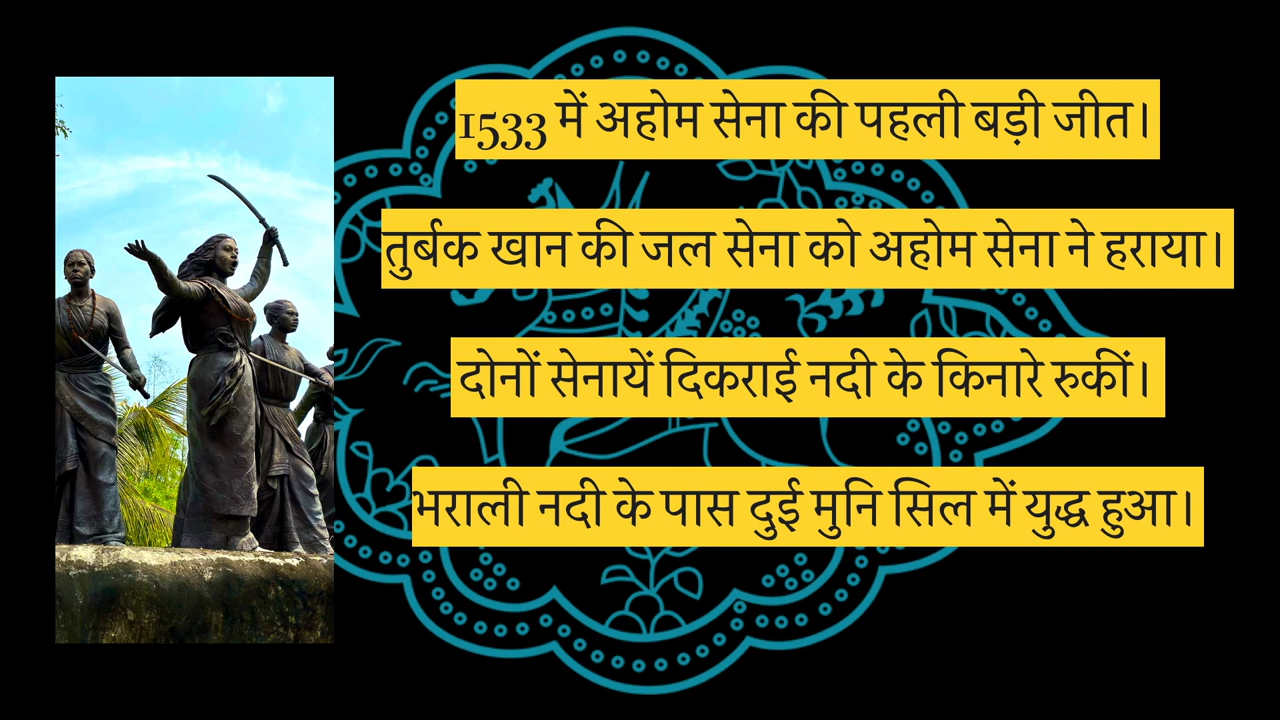 1533 में अहोम सेना की पहली बड़ी जीत।
तुर्बक खान की जल सेना को अहोम सेना ने हराया।
दोनों सेनायें दिकराई नदी के किनारे रुकीं।
भराली नदी के पास दुई मुनि सिल में युद्ध हुआ।